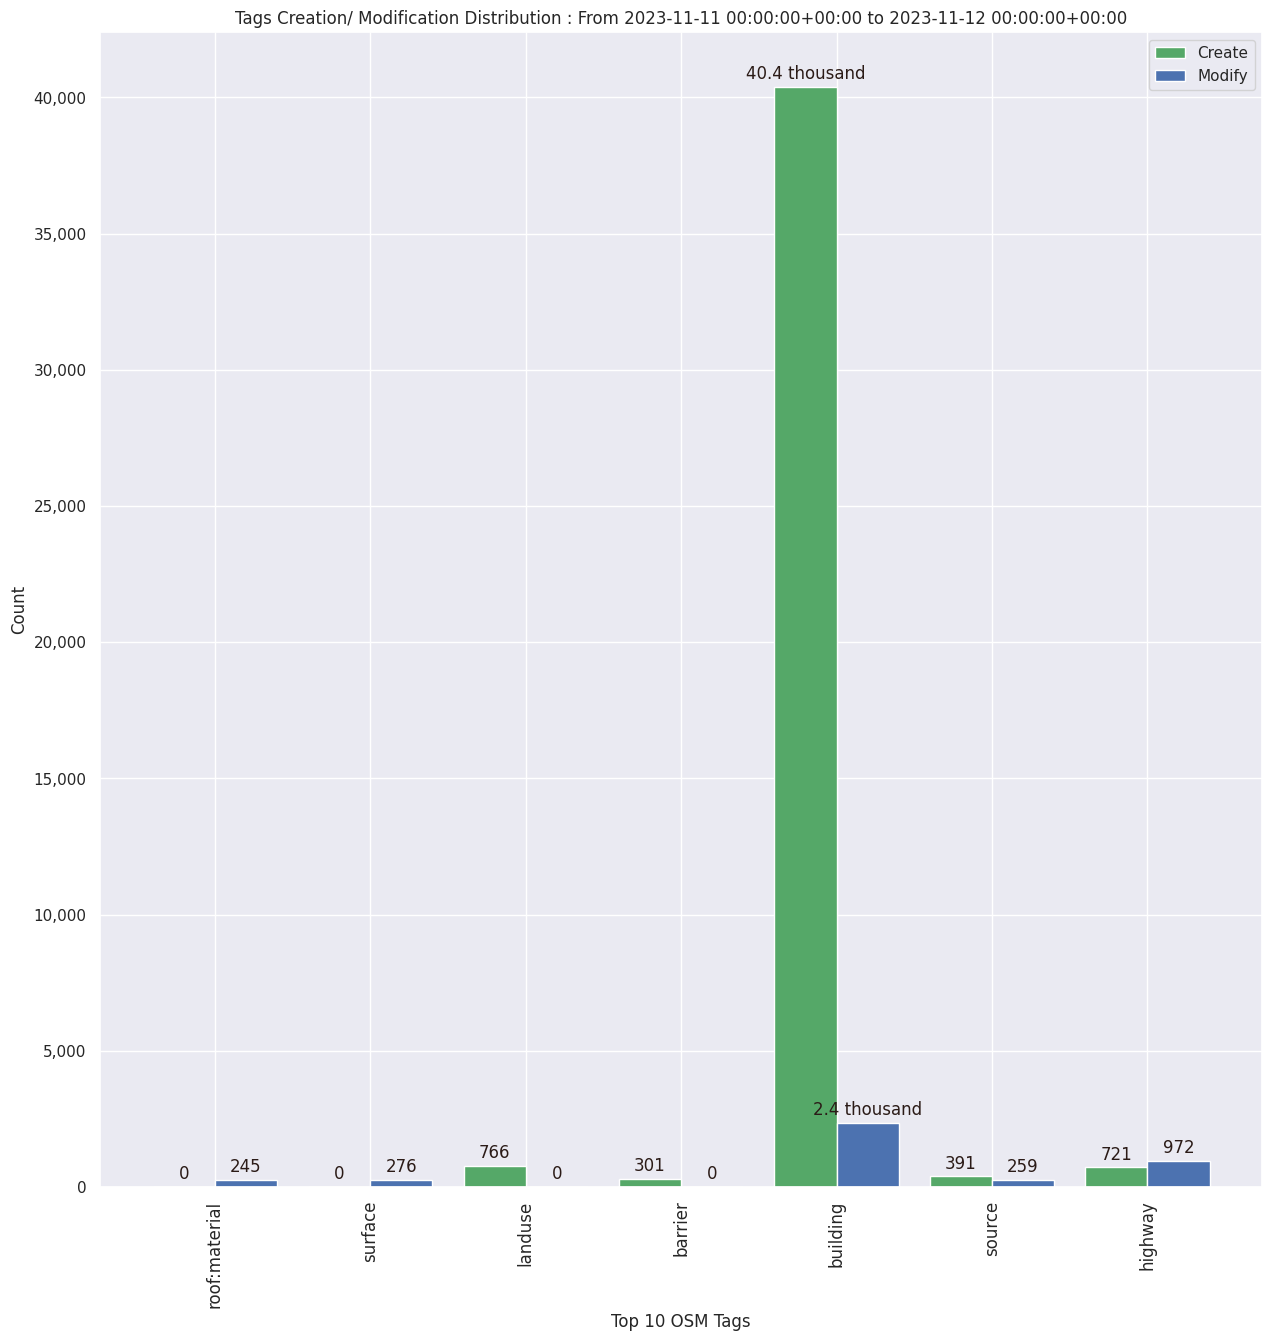 Tags Creation/ Modification Distribution : From 2023-11-11 00:00:00+00:00 to 2023-11-12 00:00:00+00:00
Create
Modify
40.4 thousand
40,000
35,000
30,000
25,000
20,000
15,000
10,000
5,000
0
Count
0
245
0
276
766
0
301
0
2.4 thousand
391
259
721
972
roof:material
surface
landuse
barrier
building
source
highway
Top 10 OSM Tags